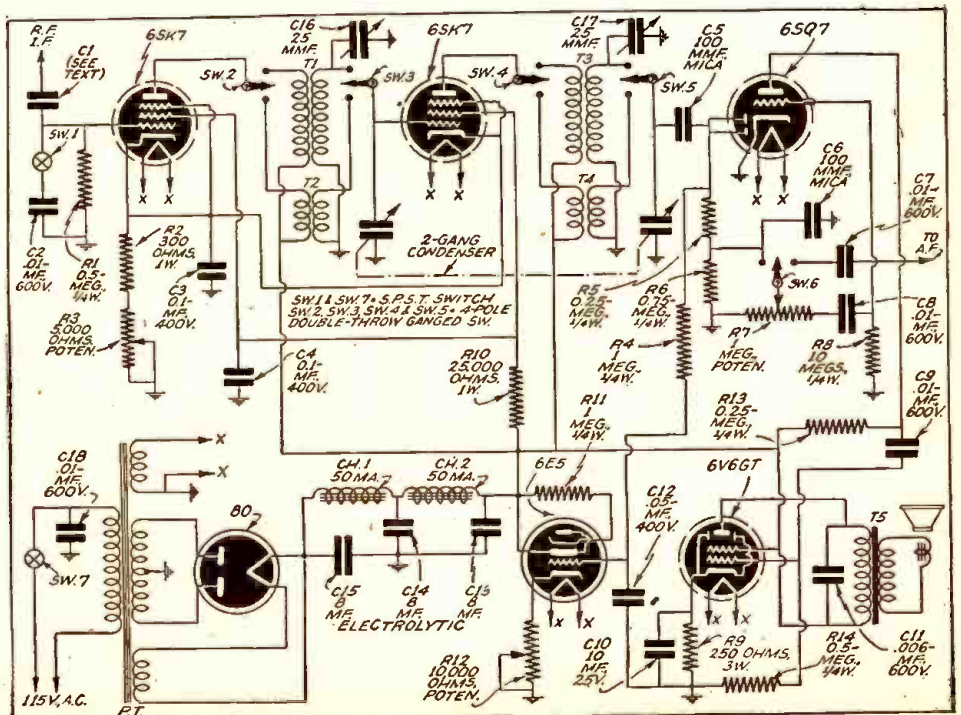 R.F.
I.F.
C1
(SEE
TEXT)
6SK7
SW.2
C16
25
MMF.
T1
SW.3
6SK7
SW.4
C17
25
MMF.
T3
SW.5
C5
100
MMF.
MICA
6SQ7
SW.1
C2
.01-
MF.
600V.
R1
0.5-
MEG.,
1/4W.
R2
300
OHMS,
1W.
C3
0.1-
MF.
400V.
X X
T2
X X
T4
X X
C6
100
MMF.
MICA
C7
.01-
MF.
600V.
TO
A.F.
2-GANG
CONDENSER
SW.1 & SW.7 = S.P.S.T. SWITCH
SW.2, SW.3, SW.4 & SW.5 = 4-POLE
DOUBLE-THROW GANGED SW.
R3
5,000
OHMS
POTEN.
C4
0.1-
MF.
400V.
R10
25,000
OHMS
1W.
R5
0.25-
MEG.,
1/4W.
R6
0.75-
MEG.,
1/4W.
SW.6
R4
1
MEG.,
1/4W.
R7
1
MEG.,
POTEN.
C8
.01-
MF.
600V.
R8
10
MEGS.,
1/4W.
R11
1
MEG.,
1/4W.
R13
0.25-
MEG.,
1/4W.
C9
.01-
MF.
600V.
X
X
C18
.01-
MF.
600V.
SW.7
80
CH.1
50 MA.
CH.2
50 MA.
6E5
C12
.05-
MF.
400V.
6V6GT
T5
C15
8
MF.
C14
8
MF.
C13
8
MF.
ELECTROLYTIC
X X
X X
R12
10,000
OHMS,
POTEN.
C10
10
MF.
25V.
R9
250 OHMS,
3W.
R14
0.5-
MEG.,
1/4W.
C11
.006-
MF.
600V.
115V., A.C.
P.T.